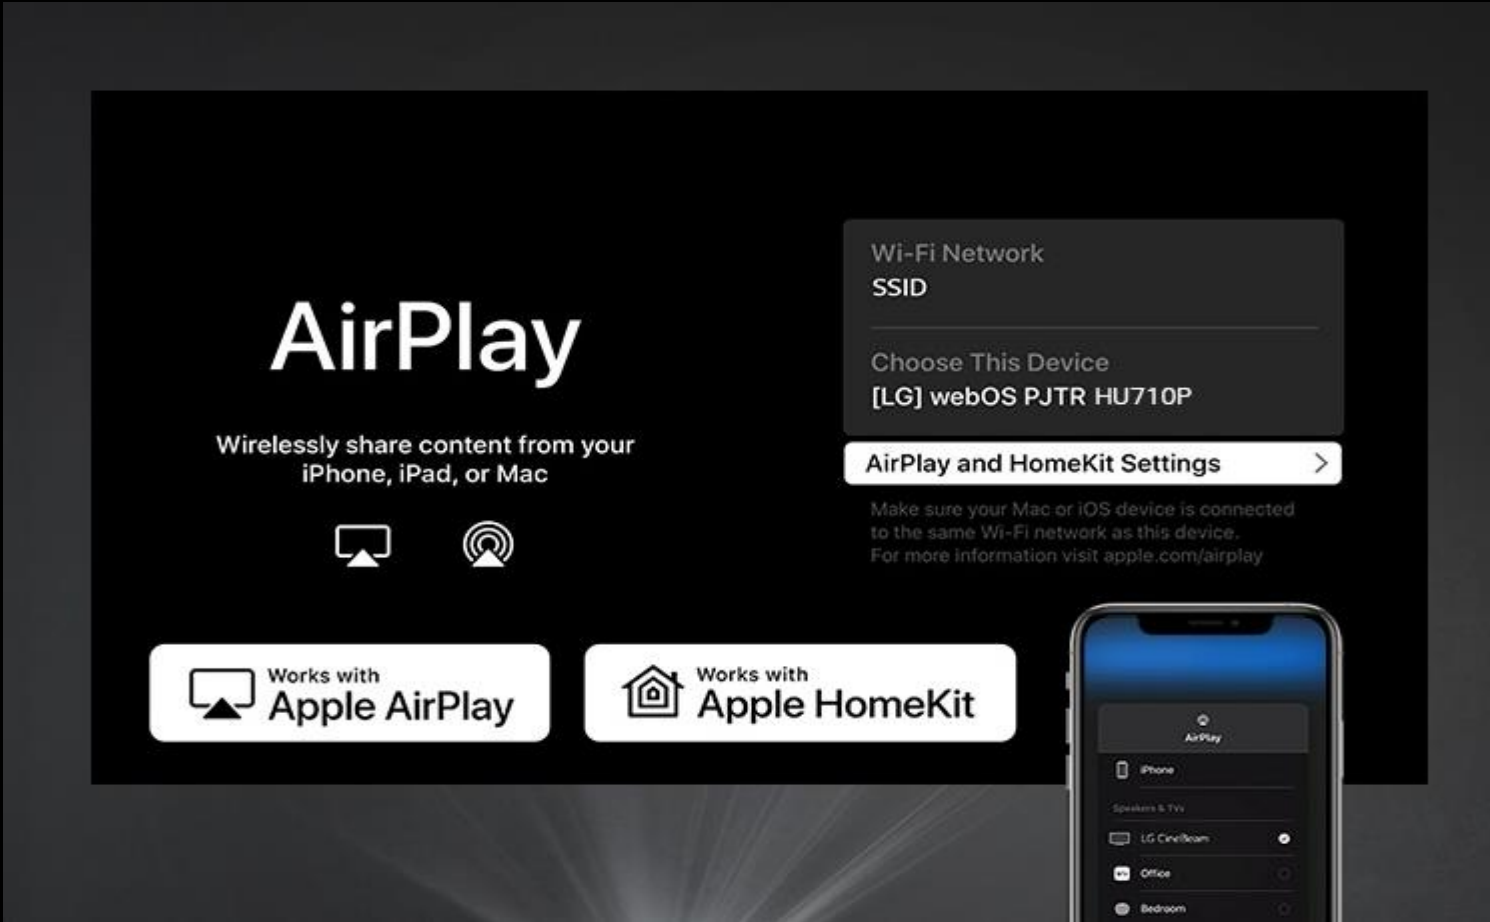 AirPlay
Wirelessly share content from your
iPhone, iPad, or Mac
Wi-Fi Network
SSID
Choose This Device
[LG] webOS PJTR HU710P
AirPlay and HomeKit Settings
Make sure your Mac or iOS device is connected
to the same Wi-Fi network as this device.
For more information visit apple.com/airplay
Works with
Apple AirPlay
Works with
Apple HomeKit
AirPlay
iPhone
Speakers & TVs
LG CineBeam
Office
Bedroom